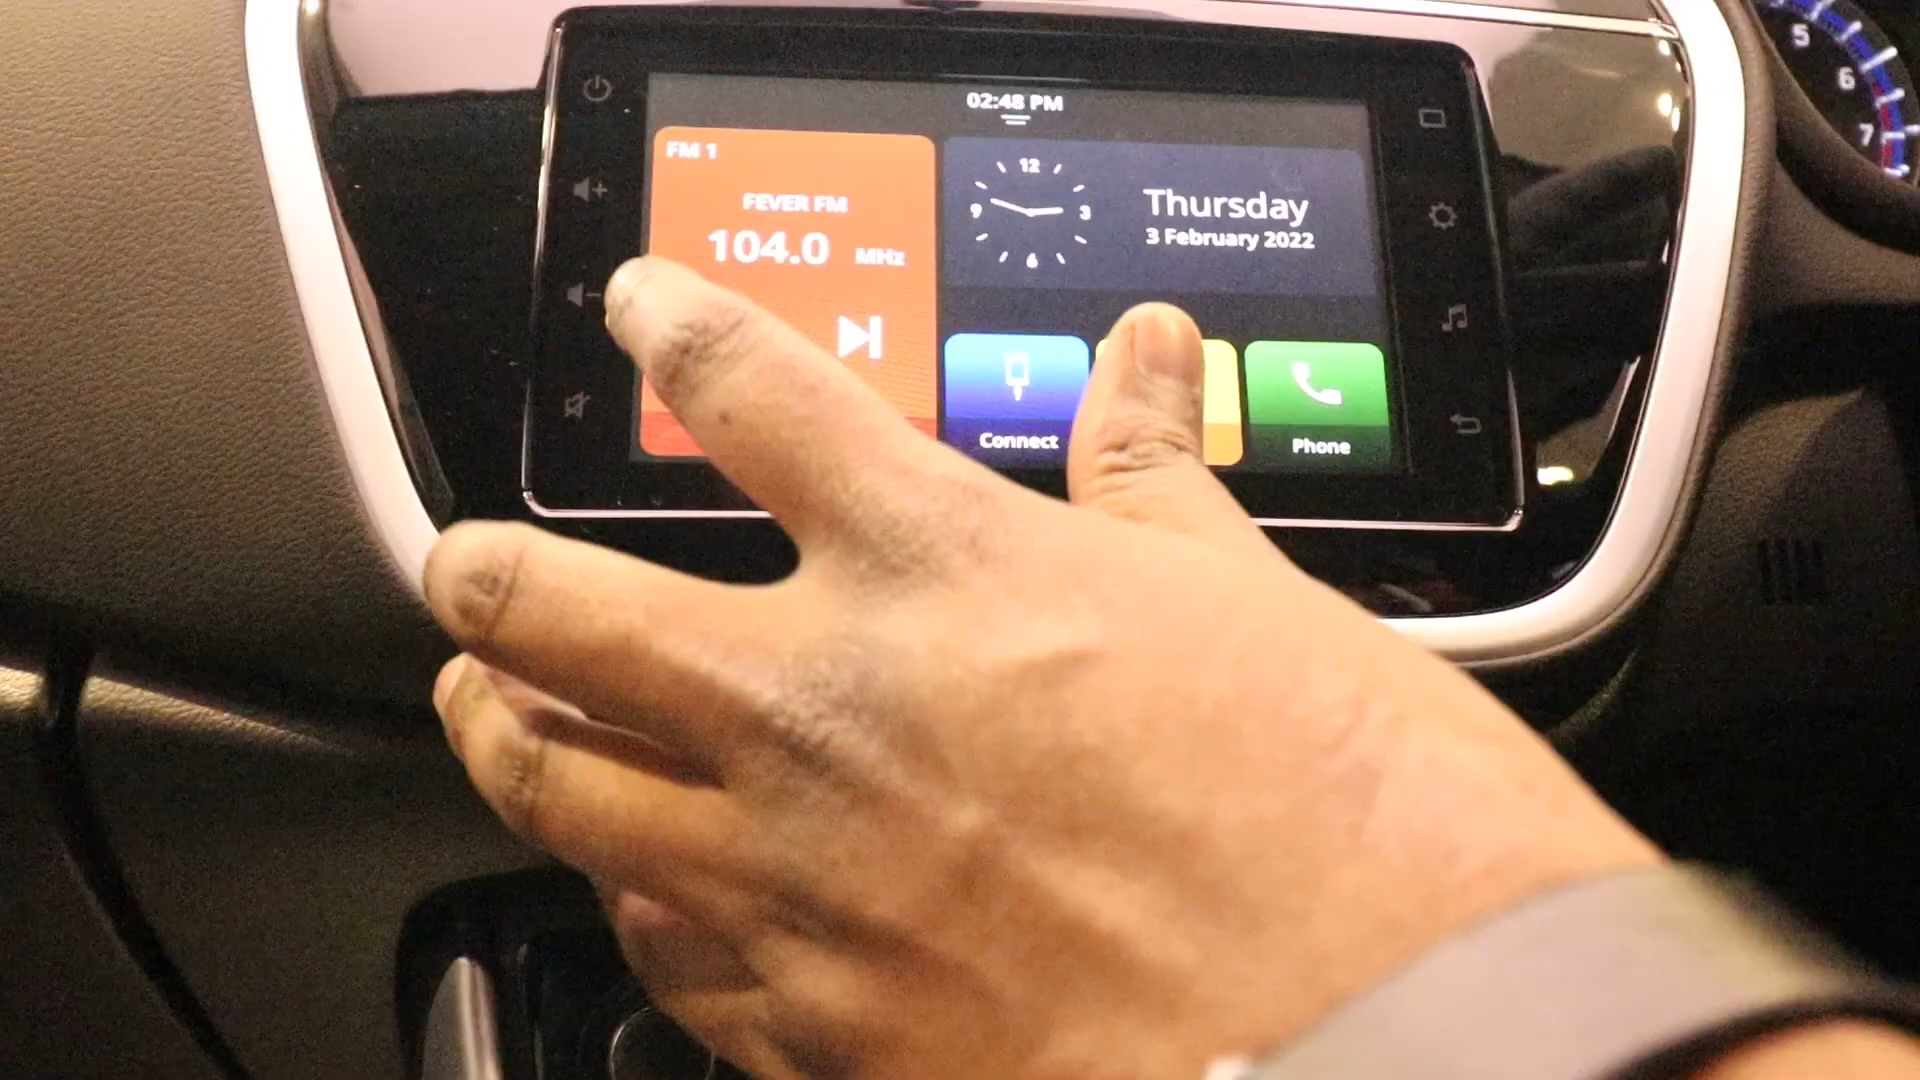 02:48 PM
FM 1
FEVER FM
104.0 MHz
12
9
3
6
Thursday
3 February 2022
Connect
Phone
5
6
7